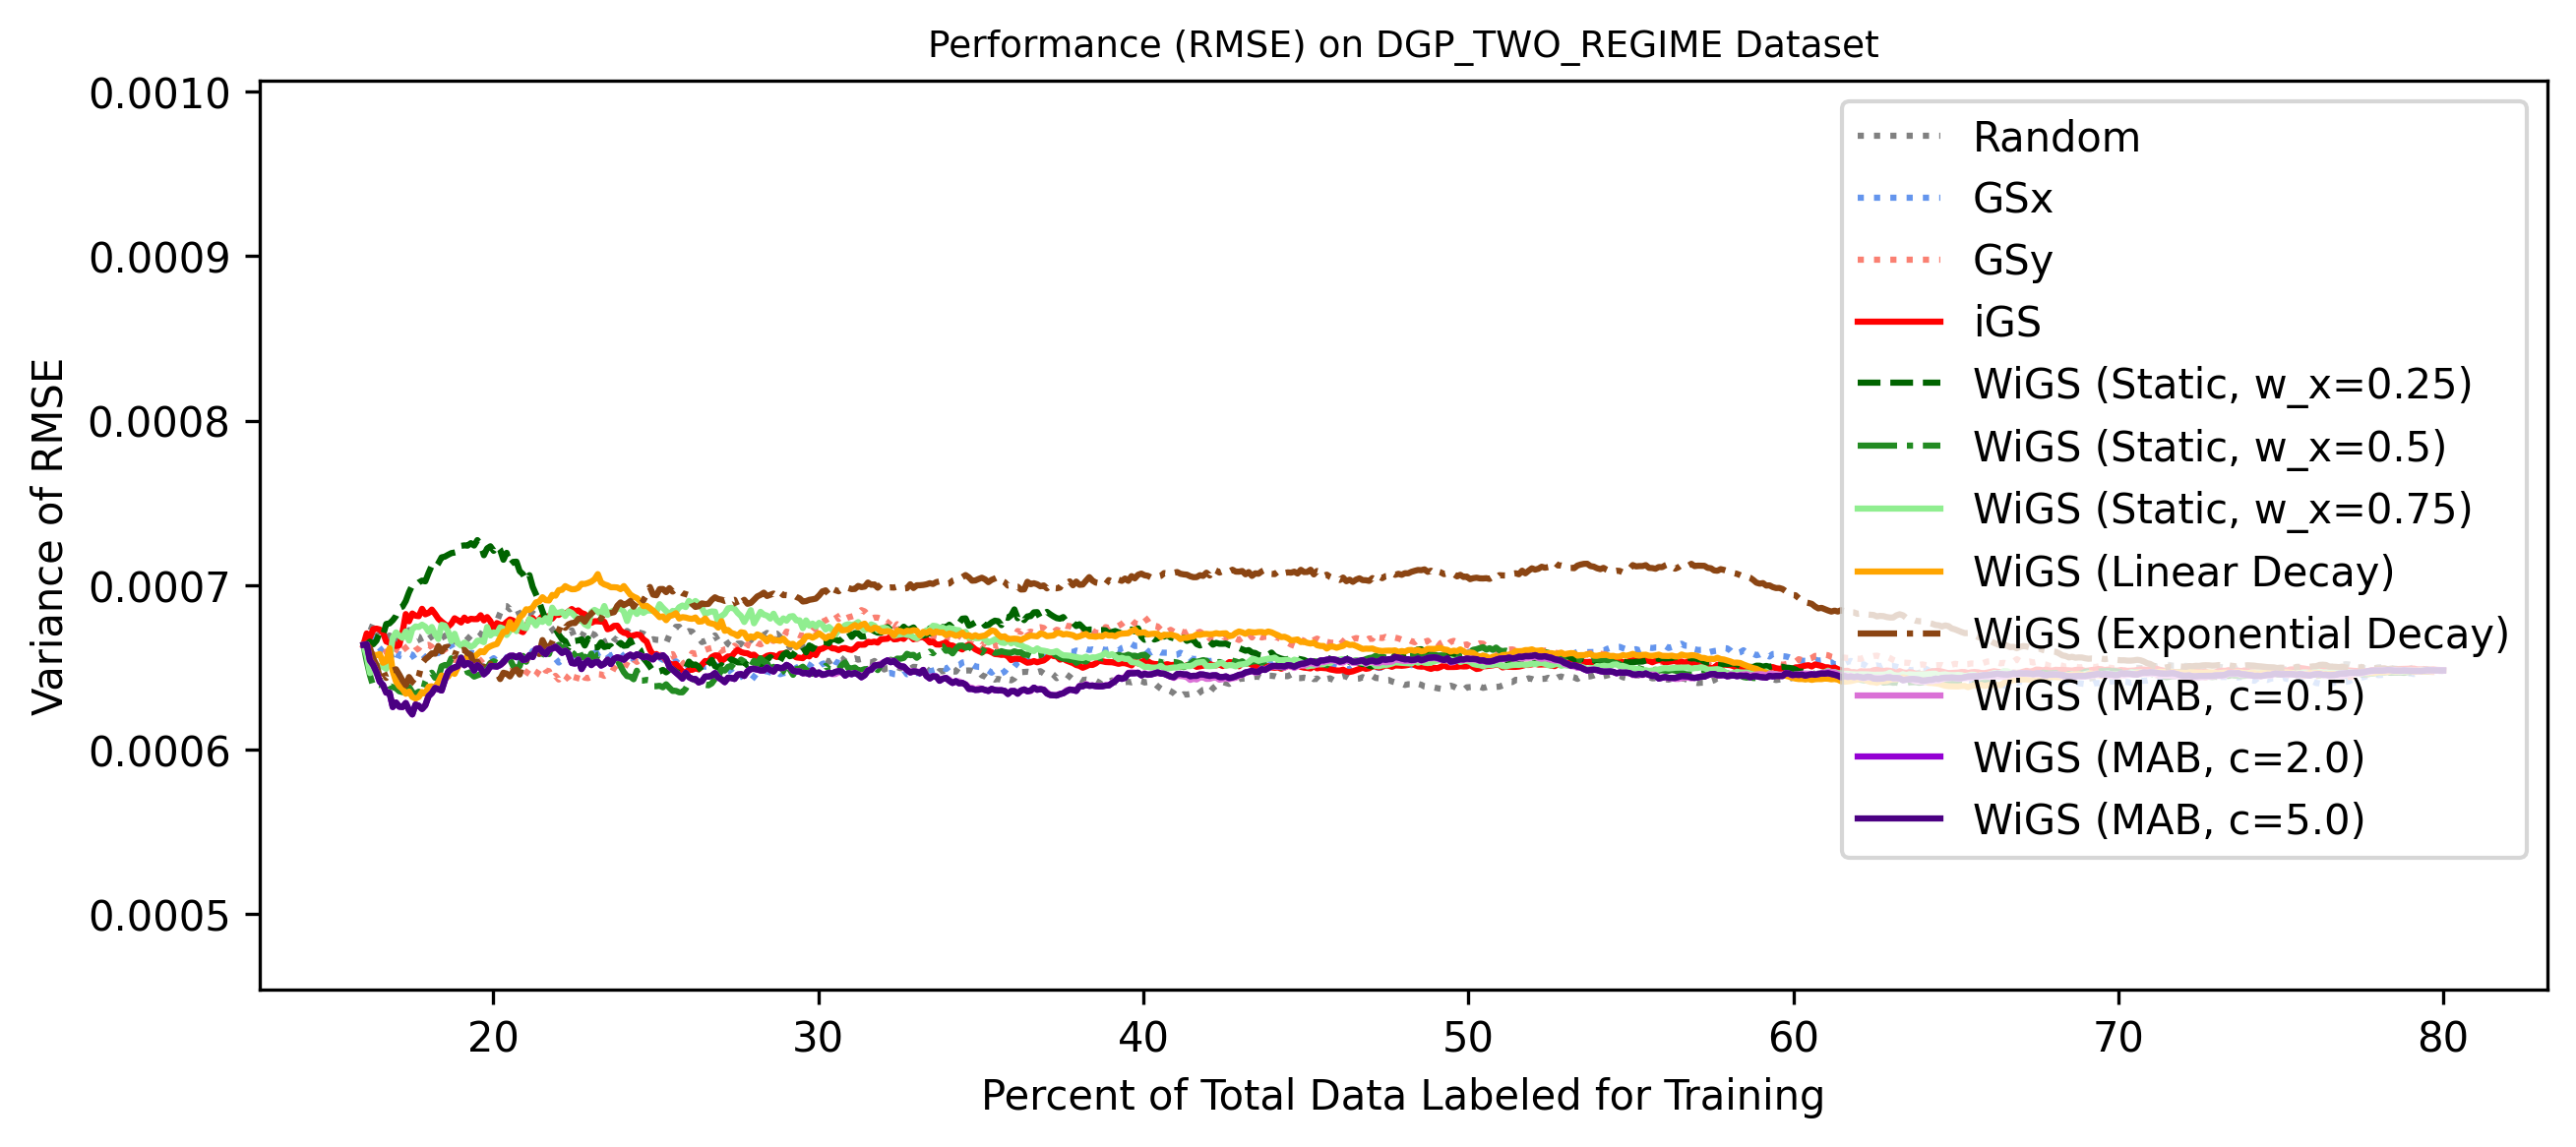 Performance (RMSE) on DGP_TWO_REGIME Dataset
0.0010
0.0009
0.0008
0.0007
0.0006
0.0005
Variance of RMSE
Random
GSx
GSy
iGS
WiGS (Static, w_x=0.25)
WiGS (Static, w_x=0.5)
WiGS (Static, w_x=0.75)
WiGS (Linear Decay)
WiGS (Exponential Decay)
WiGS (MAB, c=0.5)
WiGS (MAB, c=2.0)
WiGS (MAB, c=5.0)
20 30 40 50 60 70 80
Percent of Total Data Labeled for Training